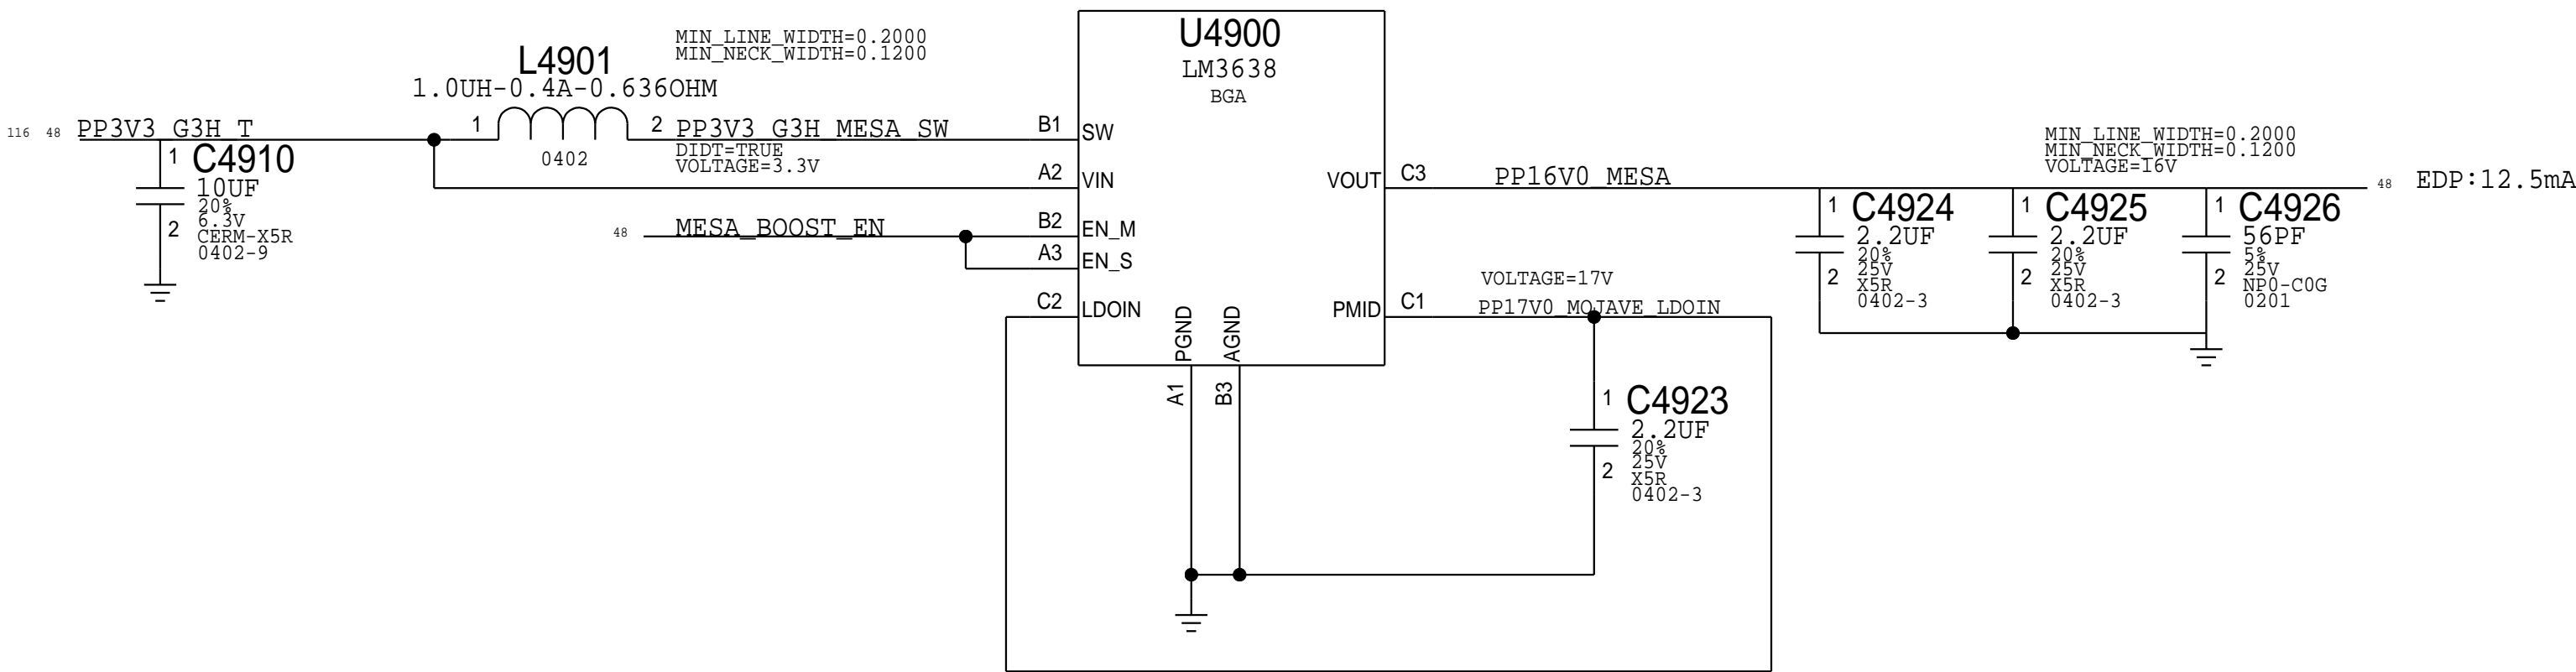 U4900
LM3638
BGA
MIN_LINE_WIDTH=0.2000
MIN_NECK_WIDTH=0.1200
L4901
1.0UH-0.4A-0.636OHM
116 48 PP3V3_G3H_T
1 2
0402
PP3V3_G3H_MESA_SW
DIDT=TRUE
VOLTAGE=3.3V
B1 SW
1 C4910
10UF
20%
6.3V
2 CERM-X5R
0402-9
A2 VIN
48 MESA_BOOST_EN
B2 EN_M
A3 EN_S
C2 LDOIN
PGND
AGND
A1
B3
VOUT C3
PP16V0_MESA
MIN_LINE_WIDTH=0.2000
MIN_NECK_WIDTH=0.1200
VOLTAGE=16V
48 EDP:12.5mA
1 C4924
2.2UF
20%
25V
2 X5R
0402-3
1 C4925
2.2UF
20%
25V
2 X5R
0402-3
1 C4926
56PF
5%
25V
2 NP0-C0G
0201
VOLTAGE=17V
PMID C1
PP17V0_MOJAVE_LDOIN
1 C4923
2.2UF
20%
25V
2 X5R
0402-3